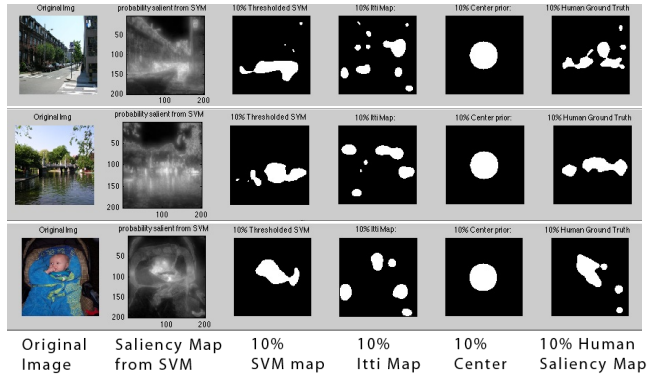 Original Img
probability salient from SVM
10% Thresholded SVM
10% Itti Map:
10% Center prior:
10% Human Ground Truth
0
50
100
150
200
100 200
Original Img
probability salient from SVM
10% Thresholded SVM
10% Itti Map:
10% Center prior:
10% Human Ground Truth
0
50
100
150
200
100 200
Original Img
probability salient from SVM
10% Thresholded SVM
10% Itti Map:
10% Center prior:
10% Human Ground Truth
0
50
100
150
200
100 200
Original Image
Saliency Map from SVM
10% SVM map
10% Itti Map
10% Center
10% Human Saliency Map